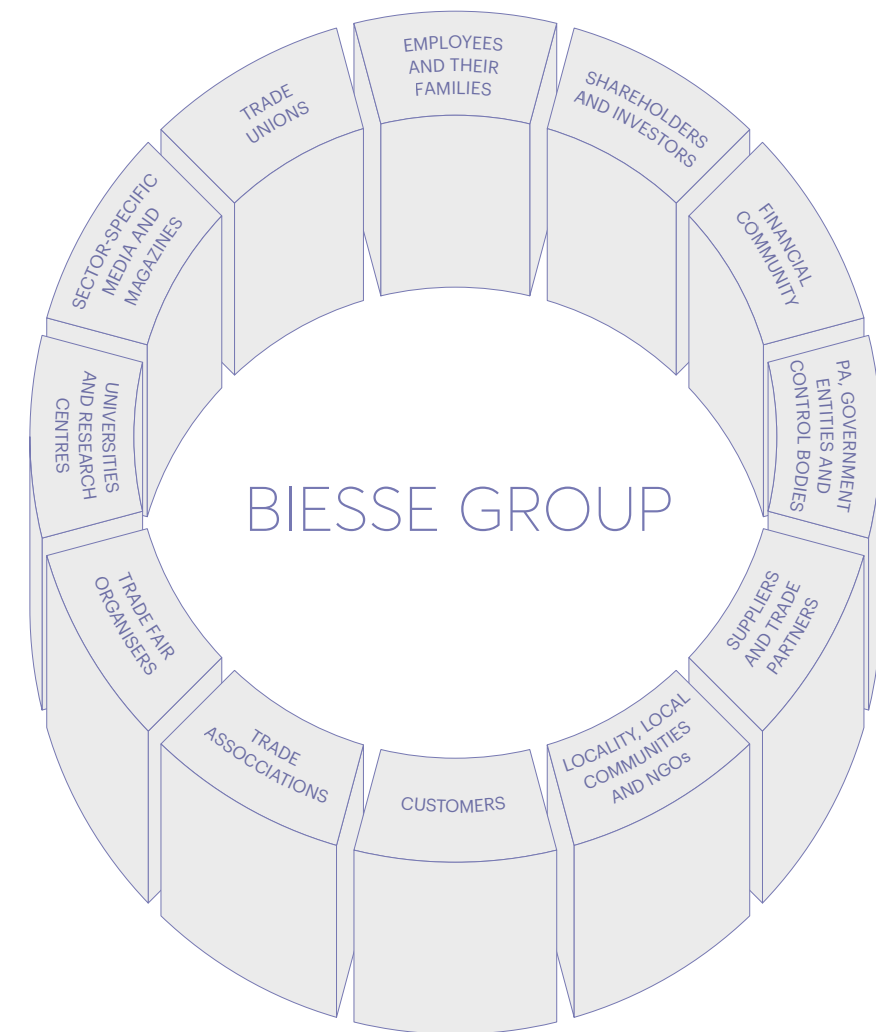 EMPLOYEES
AND THEIR
FAMILIES
SHAREHOLDERS
AND INVESTORS
FINANCIAL
COMMUNITY
PA, GOVERNMENT
ENTITIES AND
CONTROL BODIES
SUPPLIERS
AND TRADE
PARTNERS
LOCALITY, LOCAL
COMMUNITIES
AND NGOs
CUSTOMERS
TRADE
ASSOCCIATIONS
TRADE FAIR
ORGANISERS
UNIVERSITIES
AND RESEARCH
CENTRES
SECTOR-SPECIFIC
MEDIA AND
MAGAZINES
TRADE
UNIONS
BIESSE GROUP